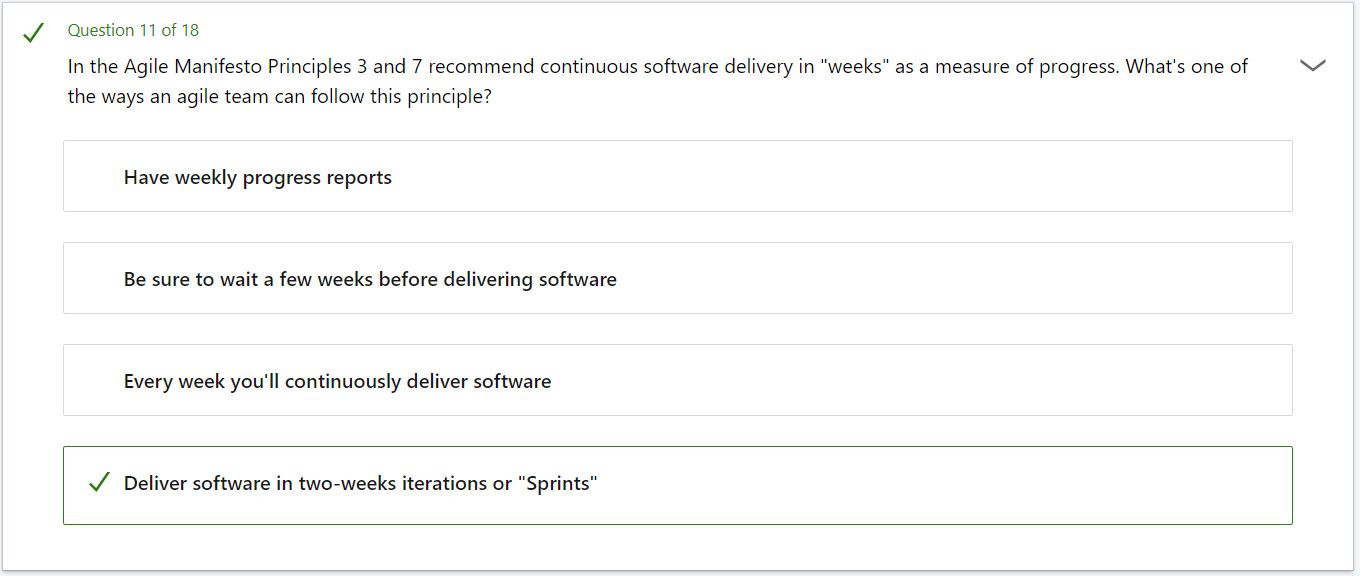 Question 11 of 18
In the Agile Manifesto Principles 3 and 7 recommend continuous software delivery in "weeks" as a measure of progress. What's one of
the ways an agile team can follow this principle?
Have weekly progress reports
Be sure to wait a few weeks before delivering software
Every week you'll continuously deliver software
Deliver software in two-weeks iterations or "Sprints"